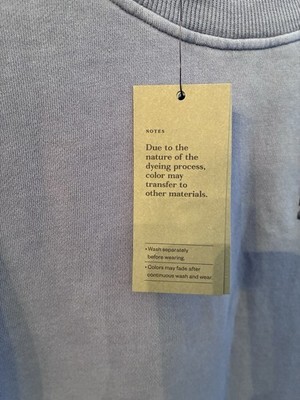 NOTES
Due to the
nature of the
dyeing process,
color may
transfer to
other materials.
• Wash separately
before wearing.
• Colors may fade after
continuous wash and wear.